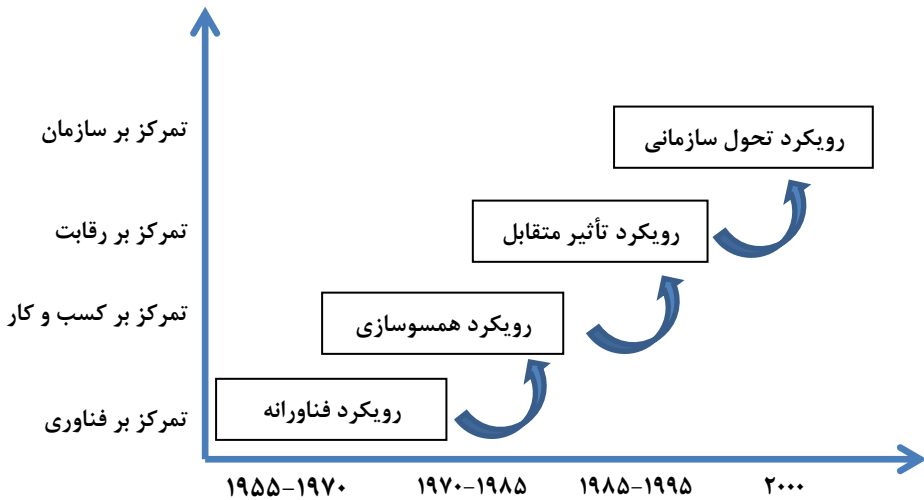 تمرکز بر سازمان
رویکرد تحول سازمانی
تمرکز بر رقابت
رویکرد تأثیر متقابل
تمرکز بر کسب و کار
رویکرد همسوسازی
تمرکز بر فناوری
رویکرد فناورانه
۱۹۵۵-۱۹۷۰
۱۹۷۰-۱۹۸۵
۱۹۸۵-۱۹۹۵
۲۰۰۰